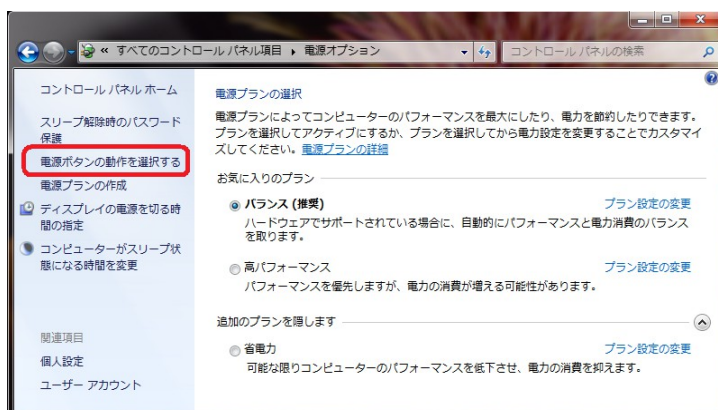 « すべてのコントロール パネル項目 ▸ 電源オプション
コントロール パネルの検索
コントロール パネル ホーム
スリープ解除時のパスワード
保護
電源ボタンの動作を選択する
電源プランの作成
ディスプレイの電源を切る時
間の指定
コンピューターがスリープ状
態になる時間を変更
関連項目
個人設定
ユーザー アカウント
電源プランの選択
電源プランによってコンピューターのパフォーマンスを最大にしたり、電力を節約したりできます。
プランを選択してアクティブにするか、プランを選択してから電力設定を変更することでカスタマイ
ズしてください。電源プランの詳細
お気に入りのプラン
バランス (推奨) プラン設定の変更
ハードウェアでサポートされている場合に、自動的にパフォーマンスと電力消費のバランス
を取ります。
高パフォーマンス プラン設定の変更
パフォーマンスを優先しますが、電力の消費が増える可能性があります。
追加のプランを隠します
省電力 プラン設定の変更
可能な限りコンピューターのパフォーマンスを低下させ、電力の消費を抑えます。